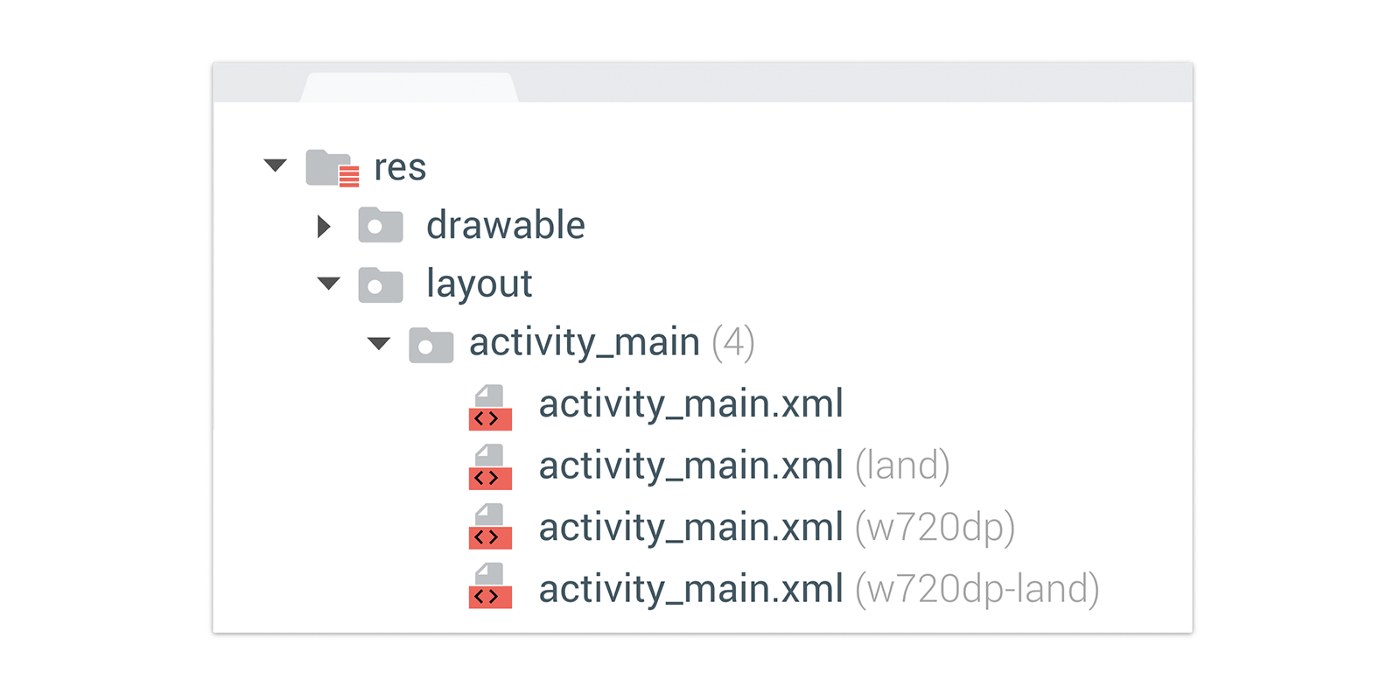 res
drawable
layout
activity_main (4)
activity_main.xml
activity_main.xml (land)
activity_main.xml (w720dp)
activity_main.xml (w720dp-land)